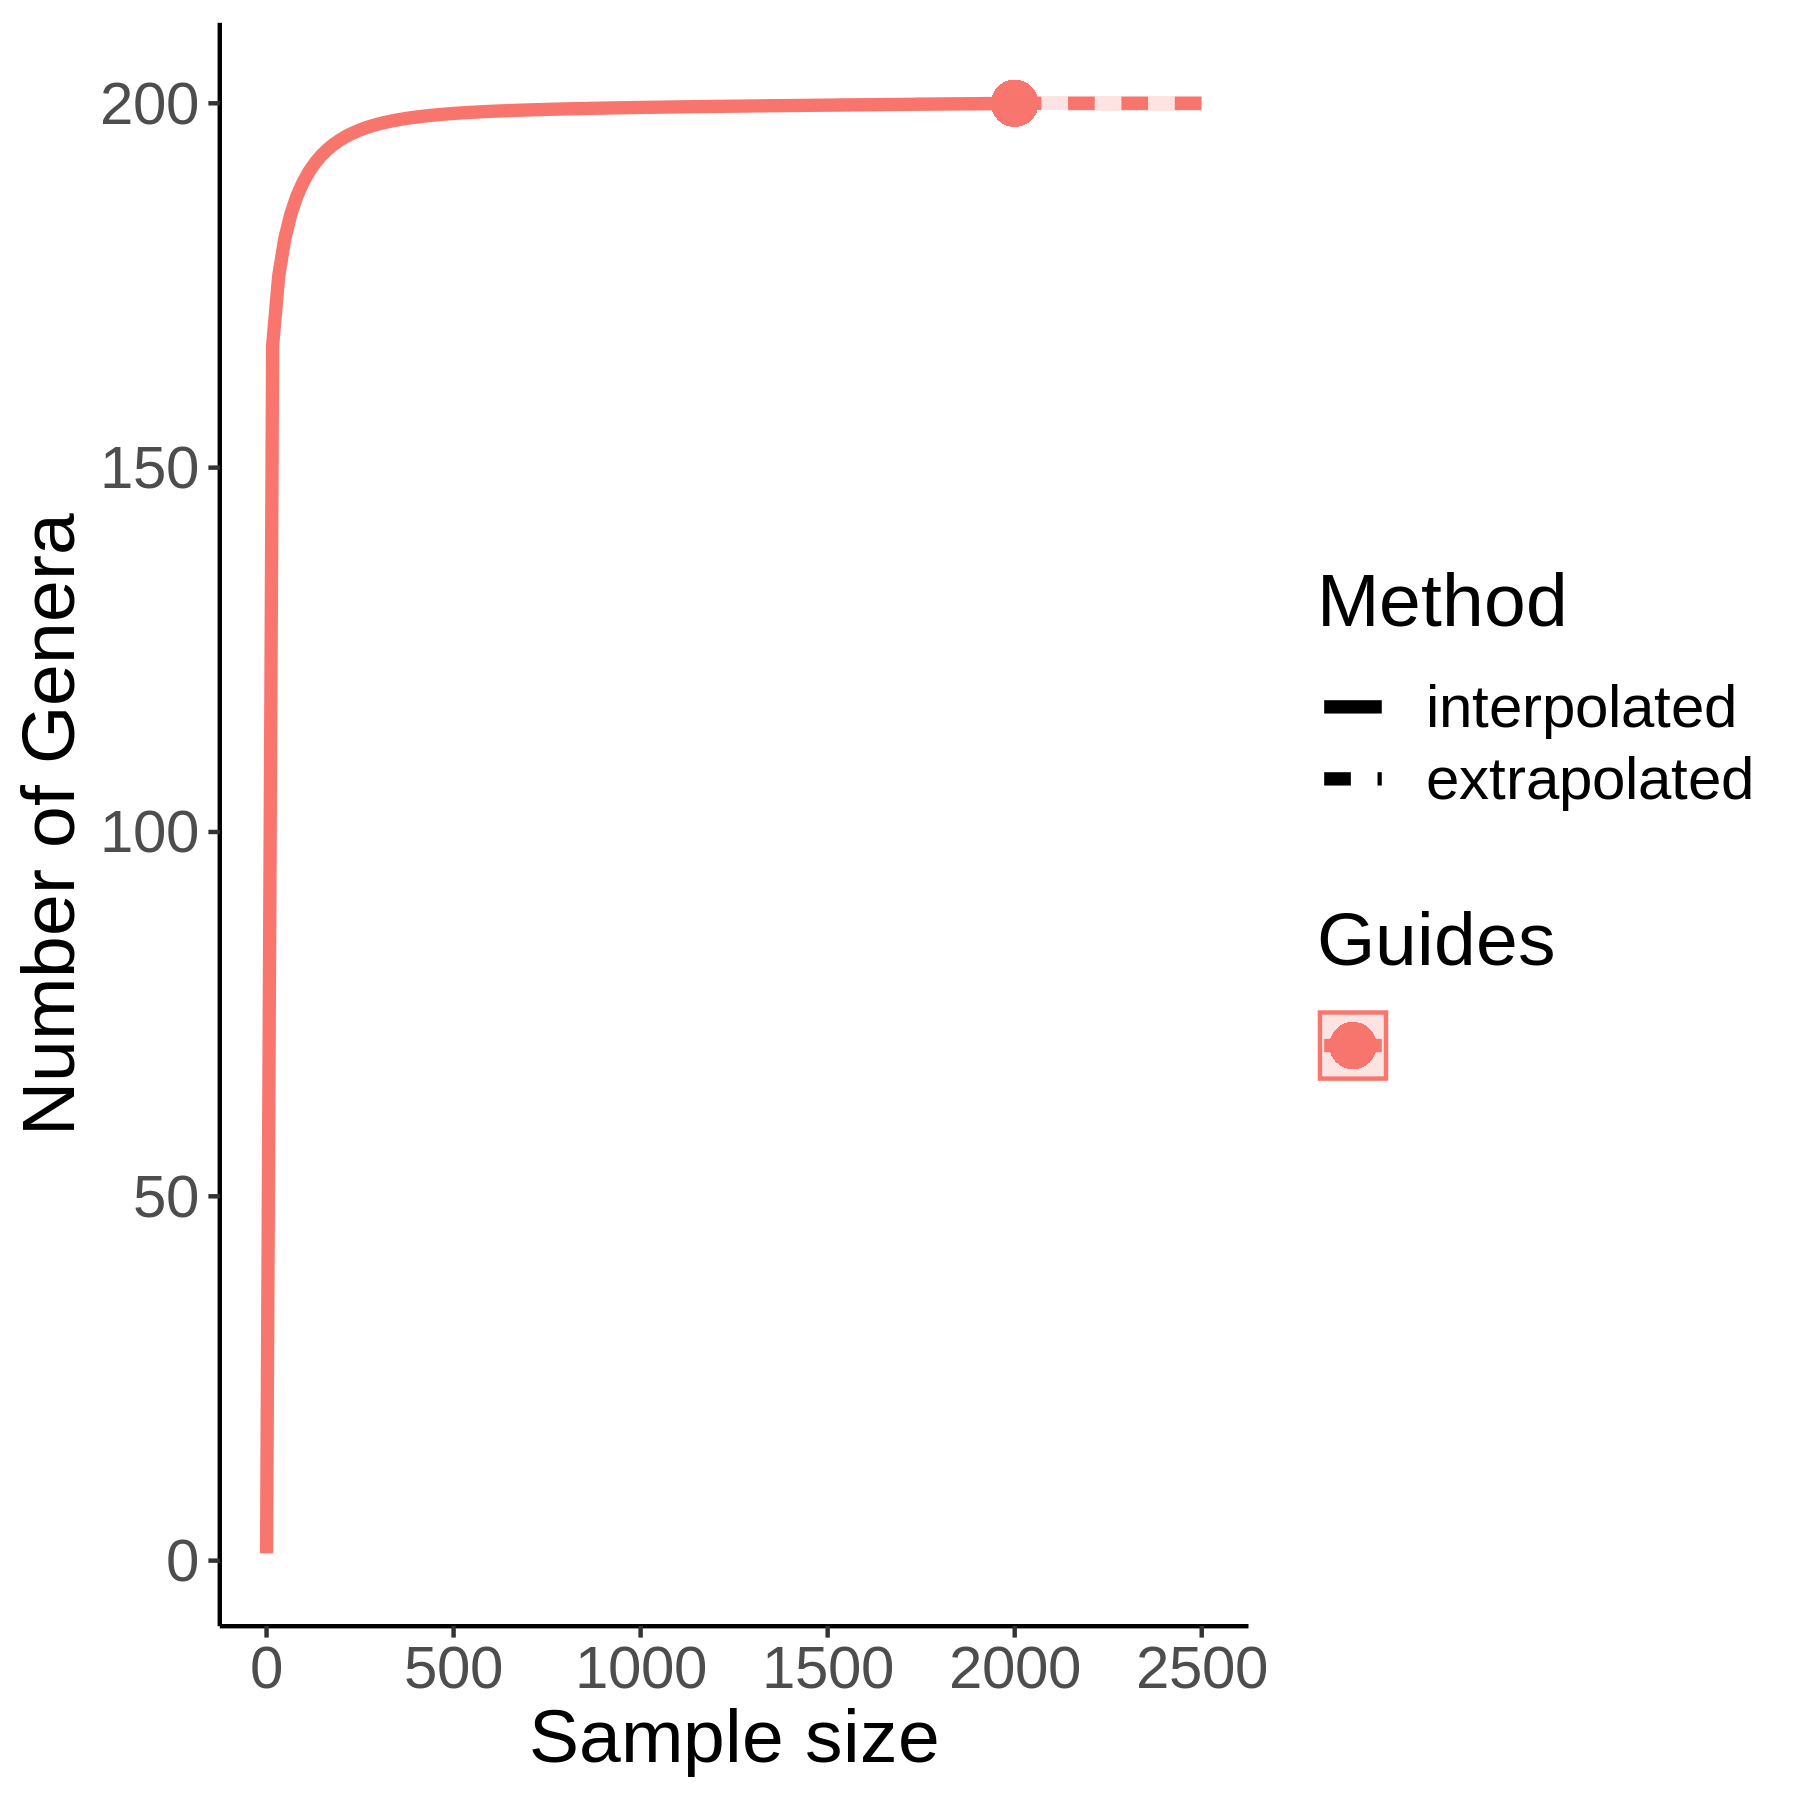 Number of Genera
200
150
100
50
0
0 500 1000 1500 2000 2500
Sample size
Method
interpolated
extrapolated
Guides